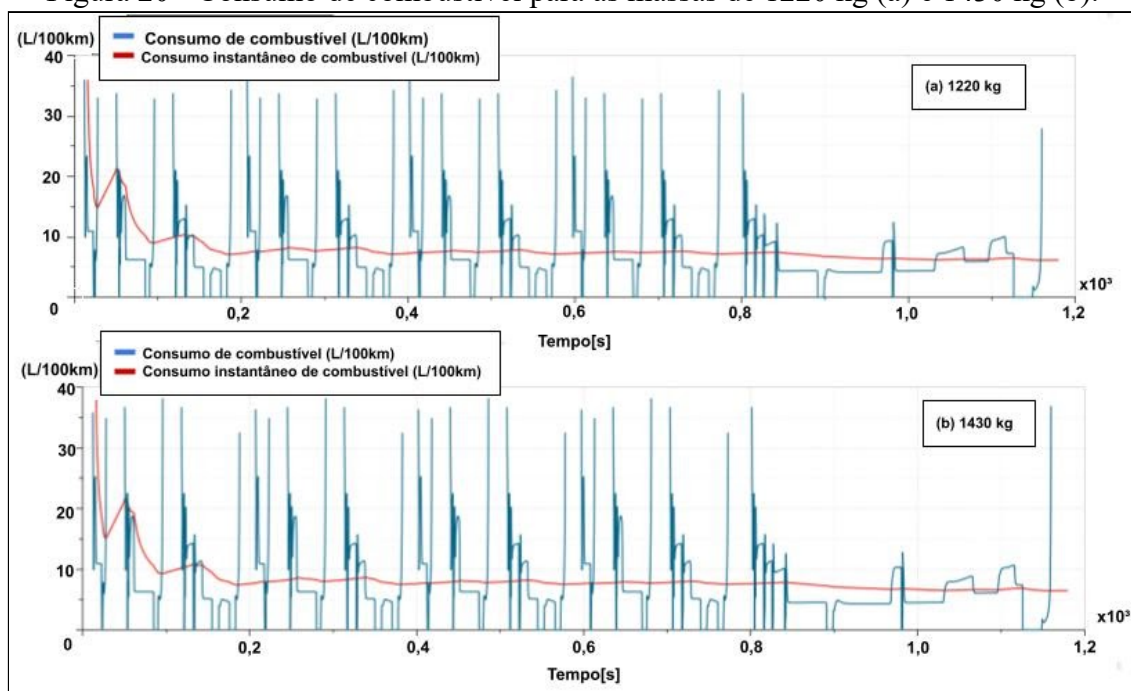 Figura 20 – Consumo de combustível para as massas de 1220 kg (a) e 1430 kg (b).
(L/100km)
Consumo de combustível (L/100km)
Consumo instantâneo de combustível (L/100km)
(a) 1220 kg
40
30
20
10
0
0,2
0,4
0,6
0,8
1,0
1,2
x10³
Tempo[s]
(L/100km)
Consumo de combustível (L/100km)
Consumo instantâneo de combustível (L/100km)
(b) 1430 kg
40
30
20
10
0
0,2
0,4
0,6
0,8
1,0
1,2
x10³
Tempo[s]